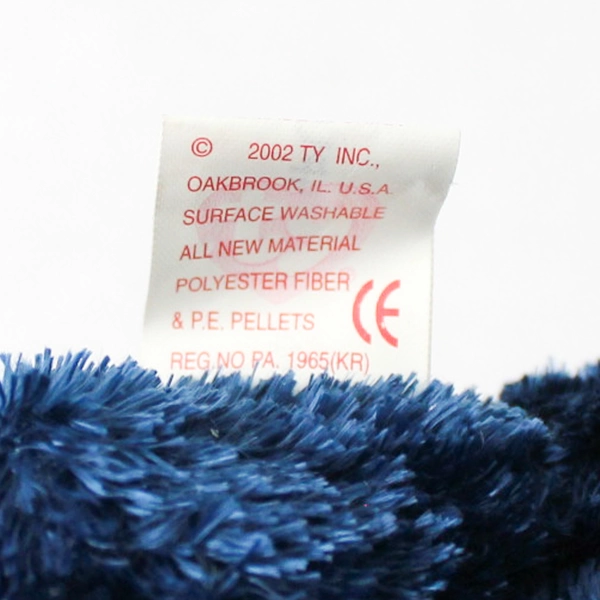 © 2002 TY INC.,
OAKBROOK, IL. U.S.A.
SURFACE WASHABLE
ALL NEW MATERIAL
POLYESTER FIBER
& P.E. PELLETS CE
REG.NO PA. 1965(KR)